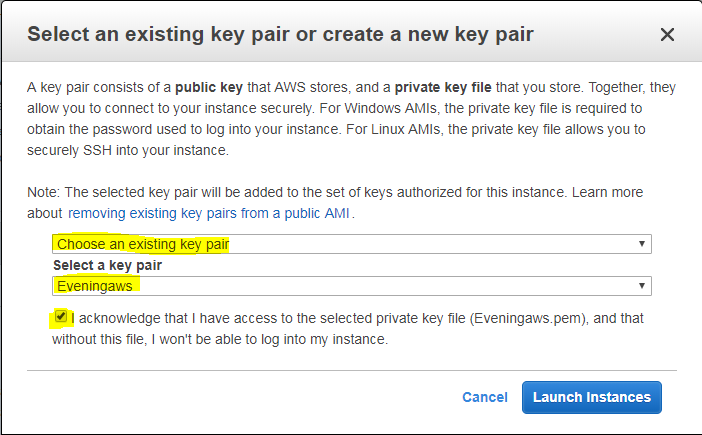 Select an existing key pair or create a new key pair
A key pair consists of a public key that AWS stores, and a private key file that you store. Together, they
allow you to connect to your instance securely. For Windows AMIs, the private key file is required to
obtain the password used to log into your instance. For Linux AMIs, the private key file allows you to
securely SSH into your instance.
Note: The selected key pair will be added to the set of keys authorized for this instance. Learn more
about removing existing key pairs from a public AMI.
Choose an existing key pair
Select a key pair
Eveningaws
I acknowledge that I have access to the selected private key file (Eveningaws.pem), and that
without this file, I won't be able to log into my instance.
Cancel Launch Instances